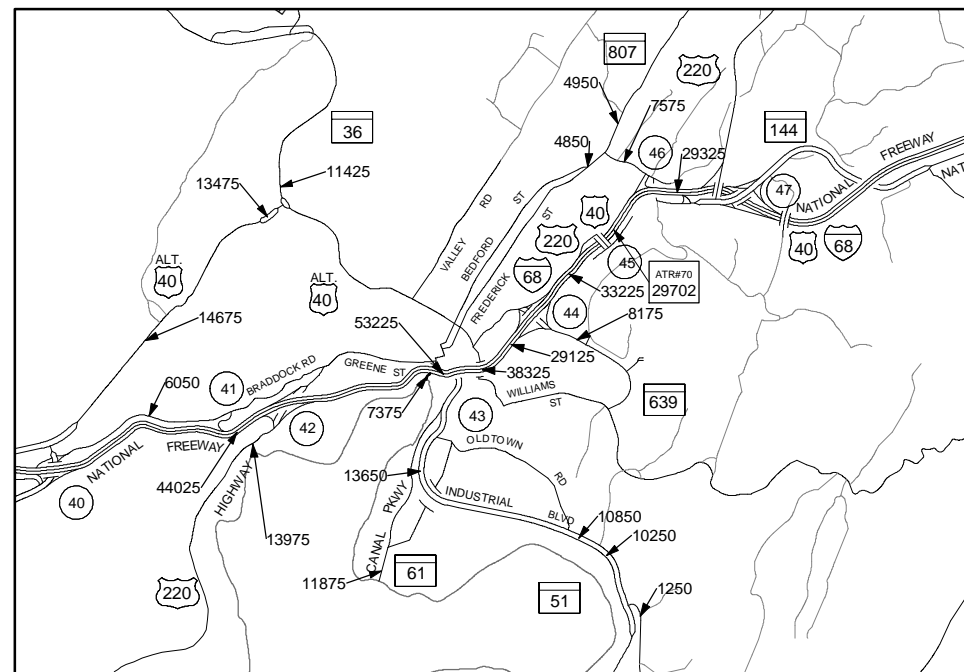 807
220
4950
7575
36
144
4850
46
29325
FREEWAY
NAT
11425
13475
VALLEY RD
BEDFORD ST
FREDERICK ST
47
NATIONAL
40
220
40
68
ALT.
40
ALT.
40
68
45
ATR#70
29702
33225
14675
53225
44
8175
29125
38325
BRADDOCK RD
GREENE ST
6050
41
7375
WILLIAMS ST
639
42
43
NATIONAL FREEWAY
OLDTOWN RD
44025
HIGHWAY
13650
40
INDUSTRIAL BLVD
10850
10250
13975
CANAL PKWY
11875
61
220
51
1250